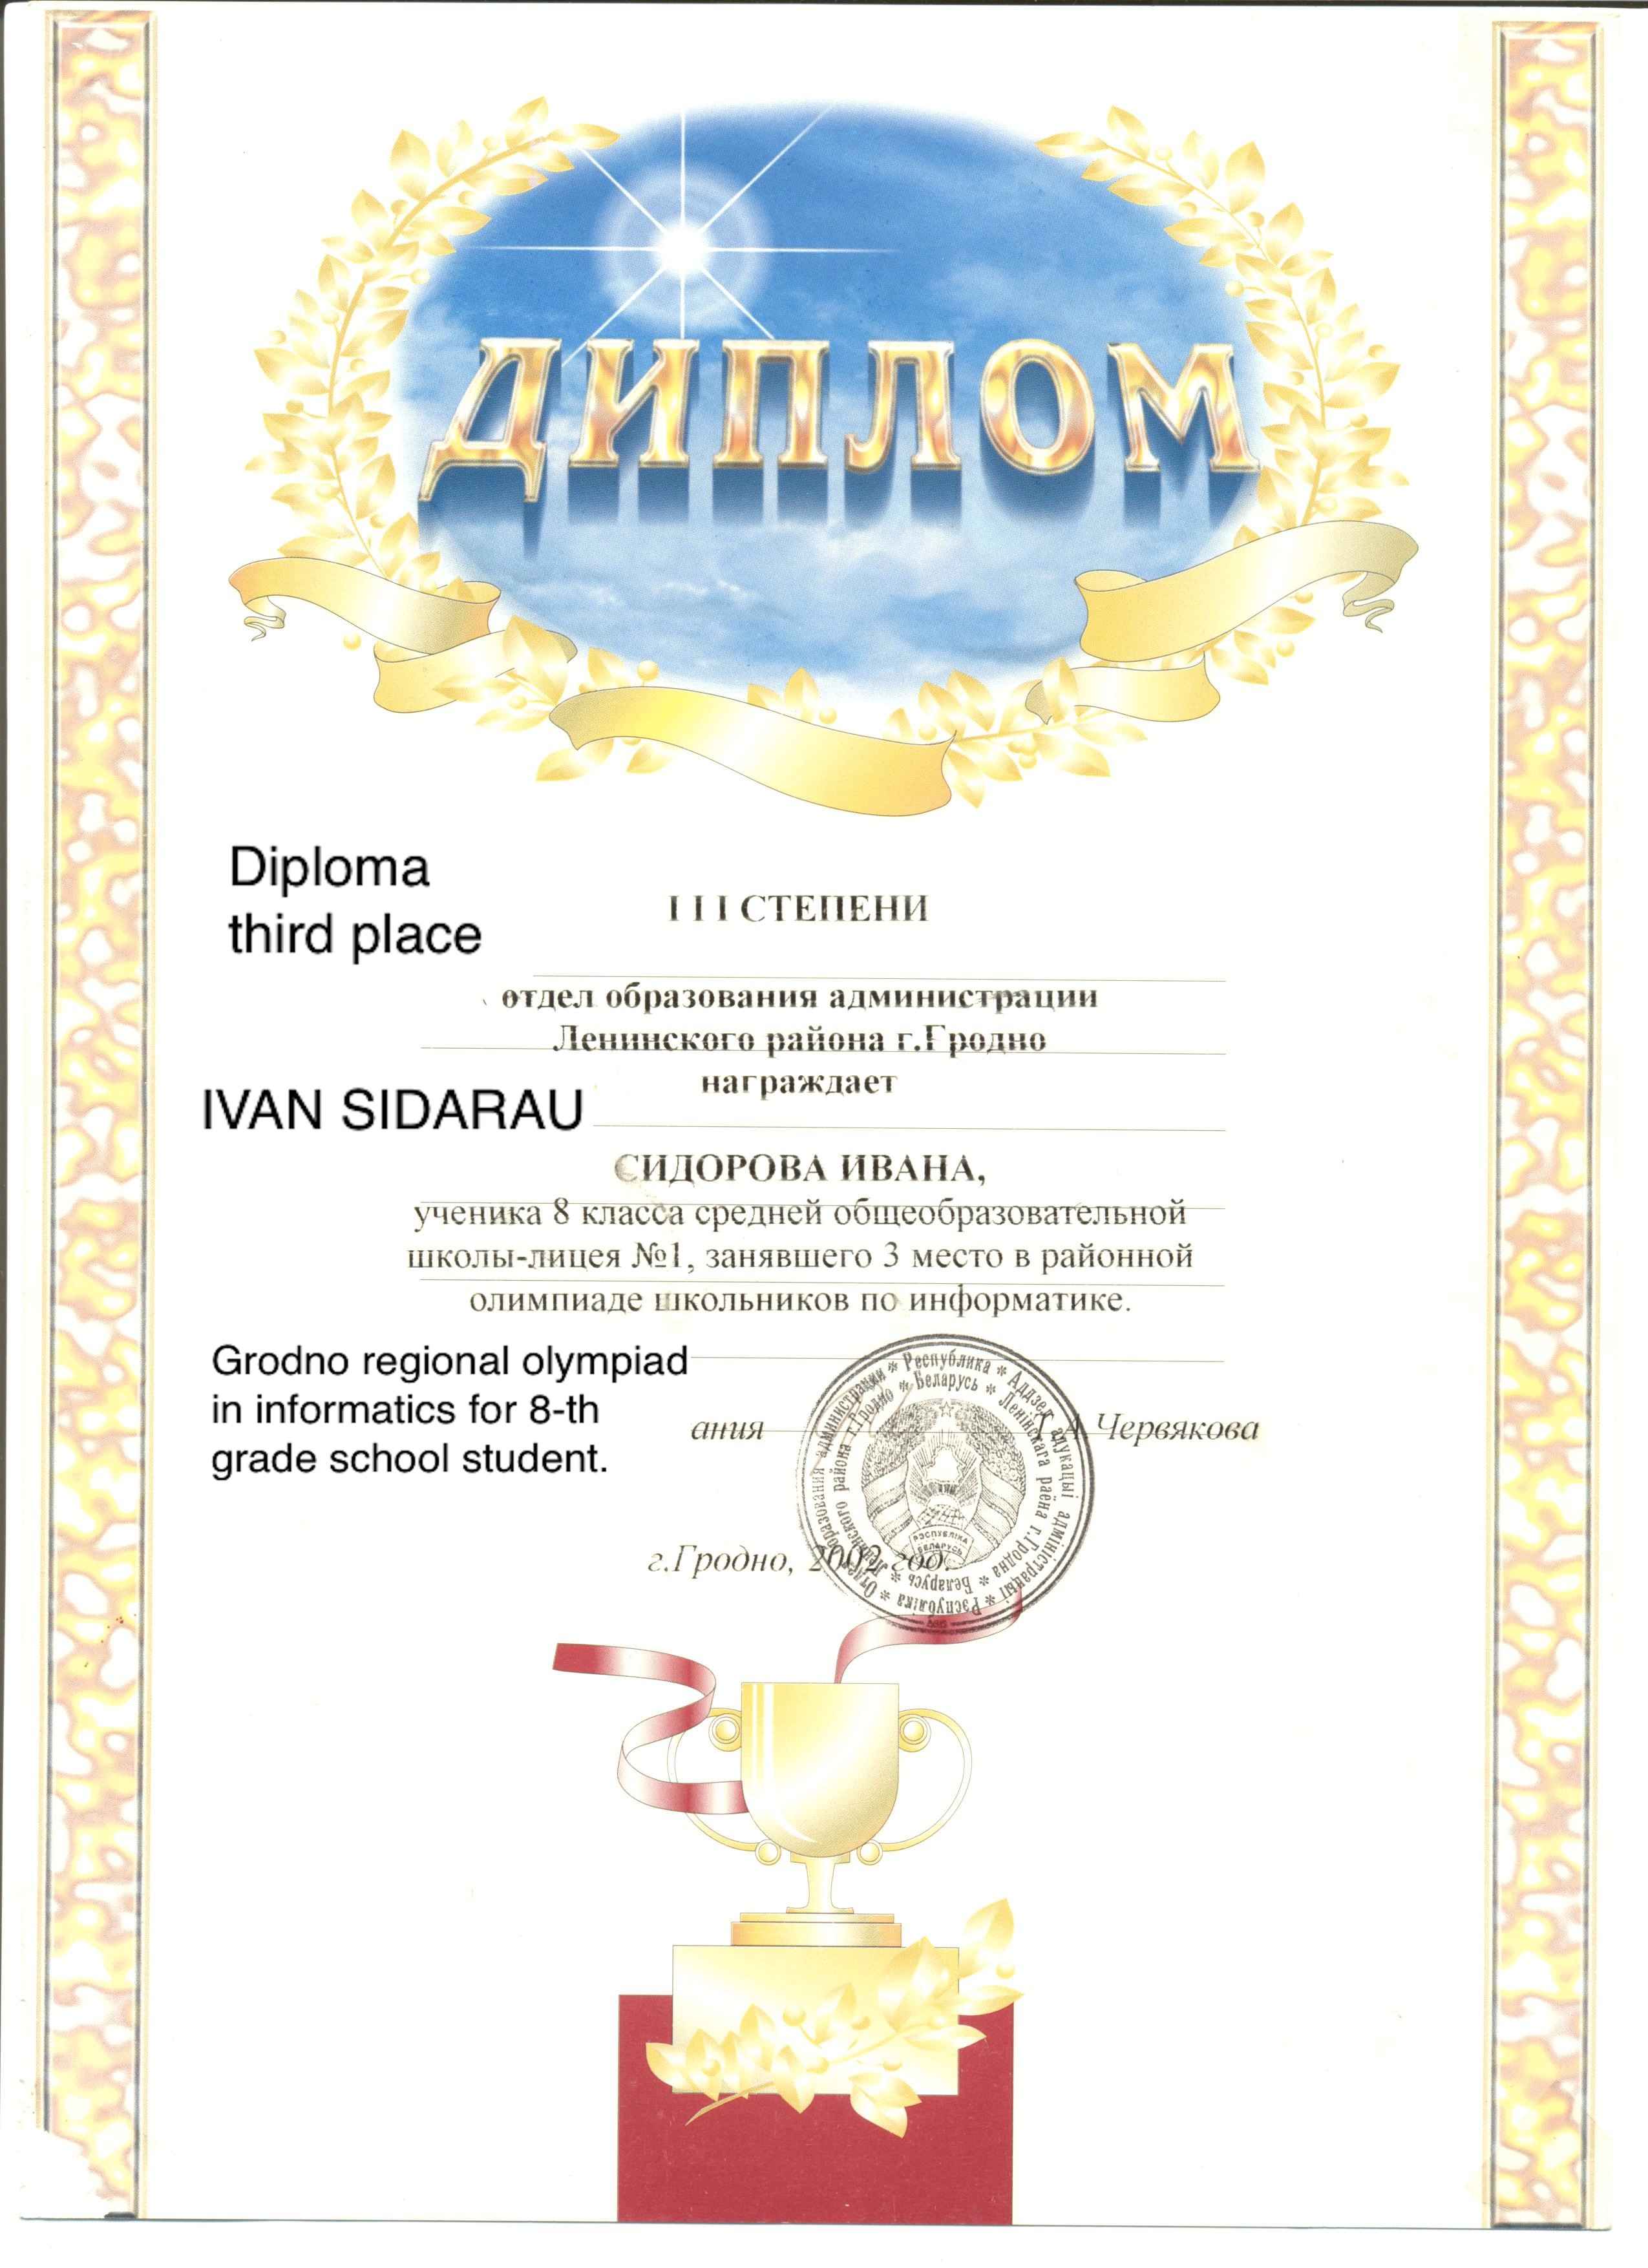 ДИПЛОМ
Diploma
third place
I I I СТЕПЕНИ
отдел образования администрации
Ленинского района г.Гродно
награждает
IVAN SIDARAU
СИДОРОВА ИВАНА,
ученика 8 класса средней общеобразовательной
школы-лицея №1, занявшего 3 место в районной
олимпиаде школьников по информатике.
Grodno regional olympiad
in informatics for 8-th
grade school student.
ания Т.А.Червякова
г.Гродно, 2002 год.
* Рэспубліка Беларусь * Аддзел адукацыі адміністрацыі
Ленінскага раёна г.Гродна
* Республика Беларусь * Отдел образования администрации
Ленинского района г.Гродно
РЭСПУБЛІКА
БЕЛАРУСЬ